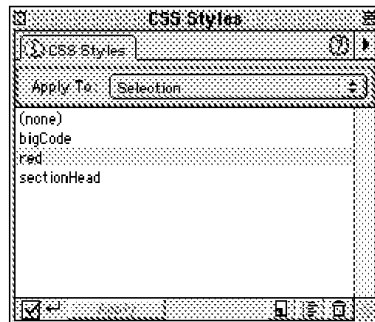 CSS Styles
CSS Styles
Apply To: Selection
(none)
bigCode
red
sectionHead